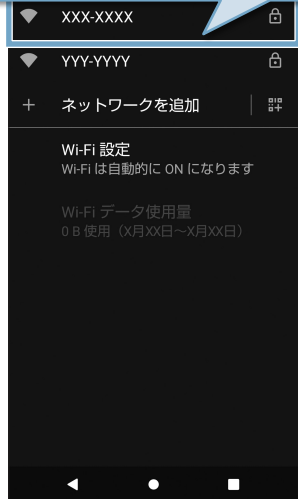 XXX-XXXX
YYY-YYYY
ネットワークを追加
Wi-Fi 設定
Wi-Fi は自動的に ON になります
Wi-Fi データ使用量
0 B 使用（X月XX日～X月XX日）